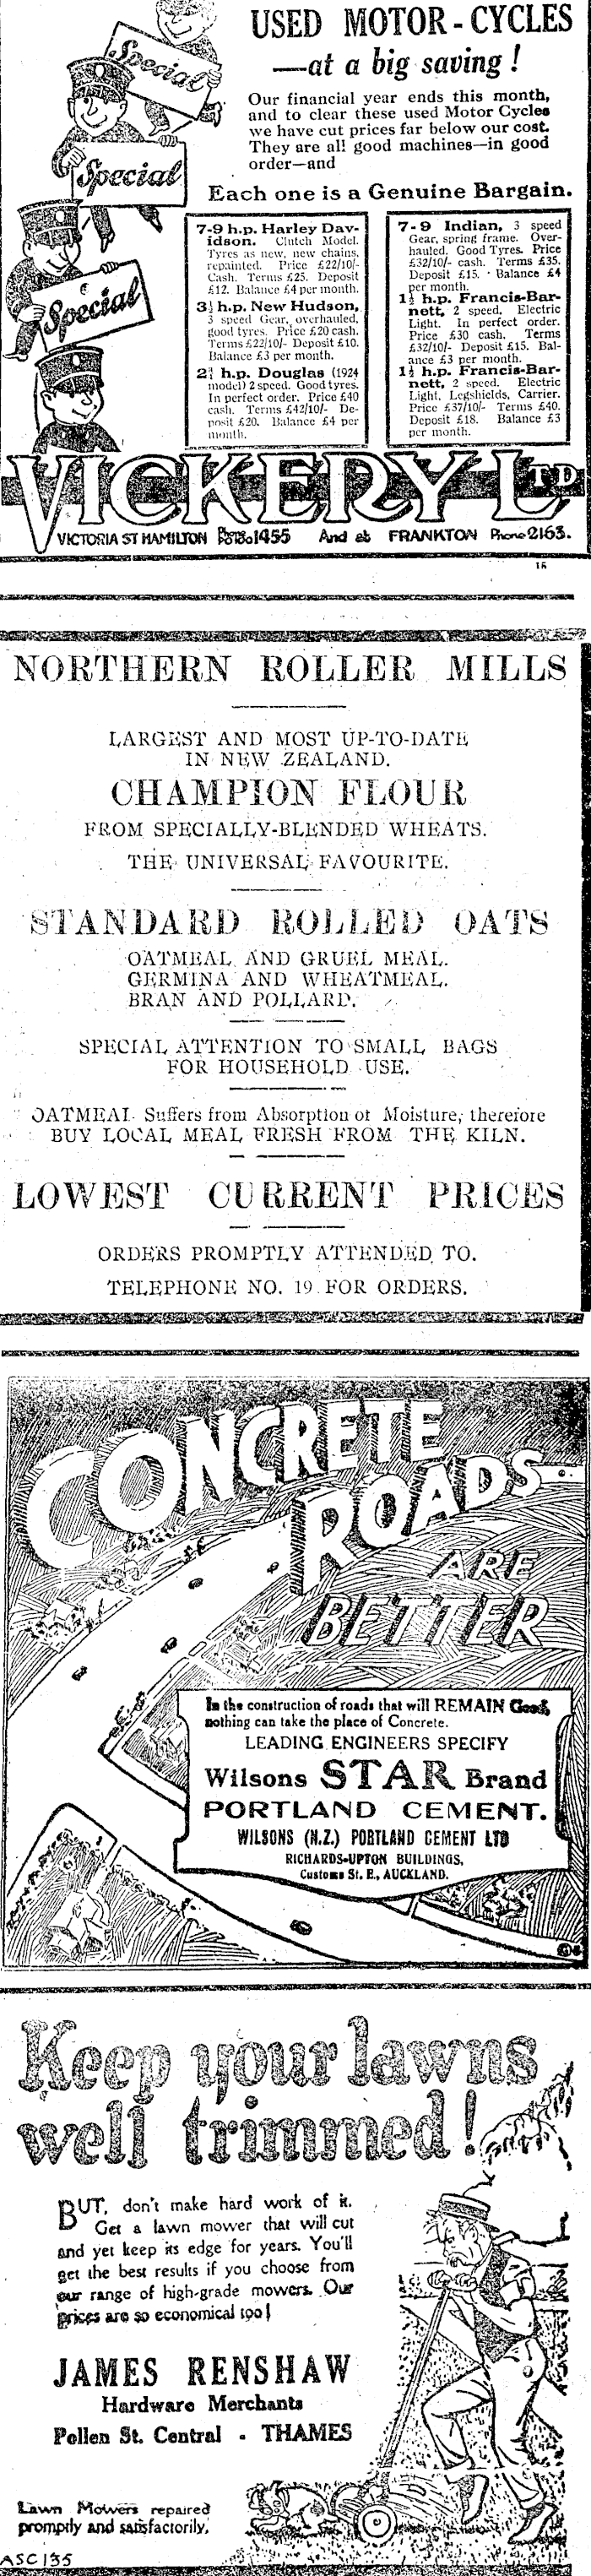 Special
Special
Special
USED MOTOR-CYCLES
—at a big saving!
Our financial year ends this month,
and to clear these used Motor Cycles
we have cut prices far below our cost.
They are all good machines—in good
order—and
Each one is a Genuine Bargain.
7-9 h.p. Harley Dav-
idson. Clutch Model.
Tyres as new, new chains,
repainted. Price £22/10/-
Cash. Terms £25. Deposit
£12. Balance £4 per month.
3½ h.p. New Hudson,
3 speed Gear, overhauled,
good tyres. Price £20 cash.
Terms £22/10/- Deposit £10.
Balance £3 per month.
2¾ h.p. Douglas (1924
model) 2 speed. Good tyres.
In perfect order. Price £40
cash. Terms £42/10/- De-
posit £20. Balance £4 per
month.
7-9 Indian, 3 speed
Gear, spring frame. Over-
hauled. Good Tyres. Price
£32/10/- cash. Terms £35.
Deposit £15. Balance £4
per month.
1½ h.p. Francis-Bar-
nett, 2 speed. Electric
Light. In perfect order.
Price £30 cash. Terms
£32/10/- Deposit £15. Bal-
ance £3 per month.
1½ h.p. Francis-Bar-
nett, 2 speed. Electric
Light, Legshields, Carrier.
Price £37/10/- Terms £40.
Deposit £18. Balance £3
per month.
VICKERY LTD
VICTORIA ST HAMILTON 1455 And at FRANKTON Phone 2163.
15
NORTHERN ROLLER MILLS
LARGEST AND MOST UP-TO-DATE
IN NEW ZEALAND.
CHAMPION FLOUR
FROM SPECIALLY-BLENDED WHEATS.
THE UNIVERSAL FAVOURITE.
STANDARD ROLLED OATS
OATMEAL AND GRUEL MEAL.
GERMINA AND WHEATMEAL.
BRAN AND POLLARD.
SPECIAL ATTENTION TO SMALL BAGS
FOR HOUSEHOLD USE.
OATMEAL Suffers from Absorption of Moisture; therefore
BUY LOCAL MEAL FRESH FROM THE KILN.
LOWEST CURRENT PRICES
ORDERS PROMPTLY ATTENDED TO.
TELEPHONE NO. 19 FOR ORDERS.
CONCRETE
ROADS
ARE
BETTER
In the construction of roads that will REMAIN Good,
nothing can take the place of Concrete.
LEADING ENGINEERS SPECIFY
Wilsons STAR Brand
PORTLAND CEMENT.
WILSONS (N.Z.) PORTLAND CEMENT LTD
RICHARDS-UPTON BUILDINGS,
Customs St. E., AUCKLAND.
Keep your lawns
well trimmed!
BUT, don't make hard work of it.
Get a lawn mower that will cut
and yet keep its edge for years. You'll
get the best results if you choose from
our range of high-grade mowers. Our
prices are so economical too!
JAMES RENSHAW
Hardware Merchants
Pollen St. Central - THAMES
Lawn Mowers repaired
promptly and satisfactorily.
ASC 135